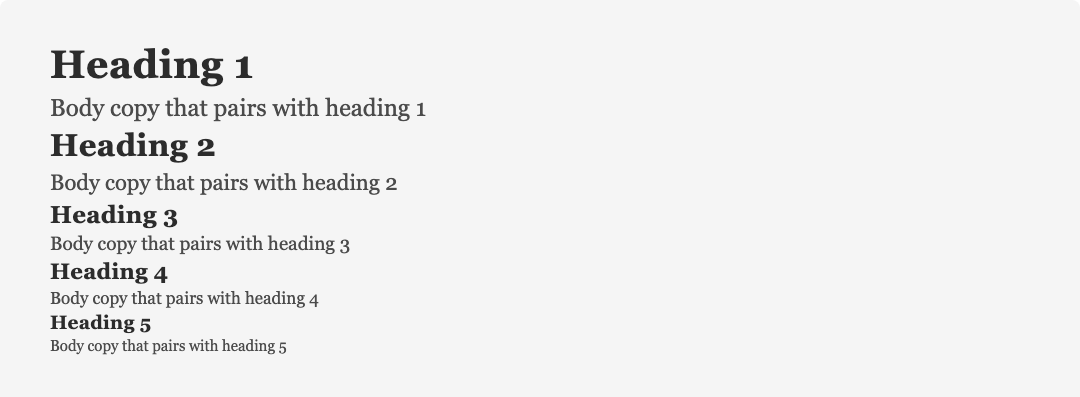 Heading 1
Body copy that pairs with heading 1
Heading 2
Body copy that pairs with heading 2
Heading 3
Body copy that pairs with heading 3
Heading 4
Body copy that pairs with heading 4
Heading 5
Body copy that pairs with heading 5